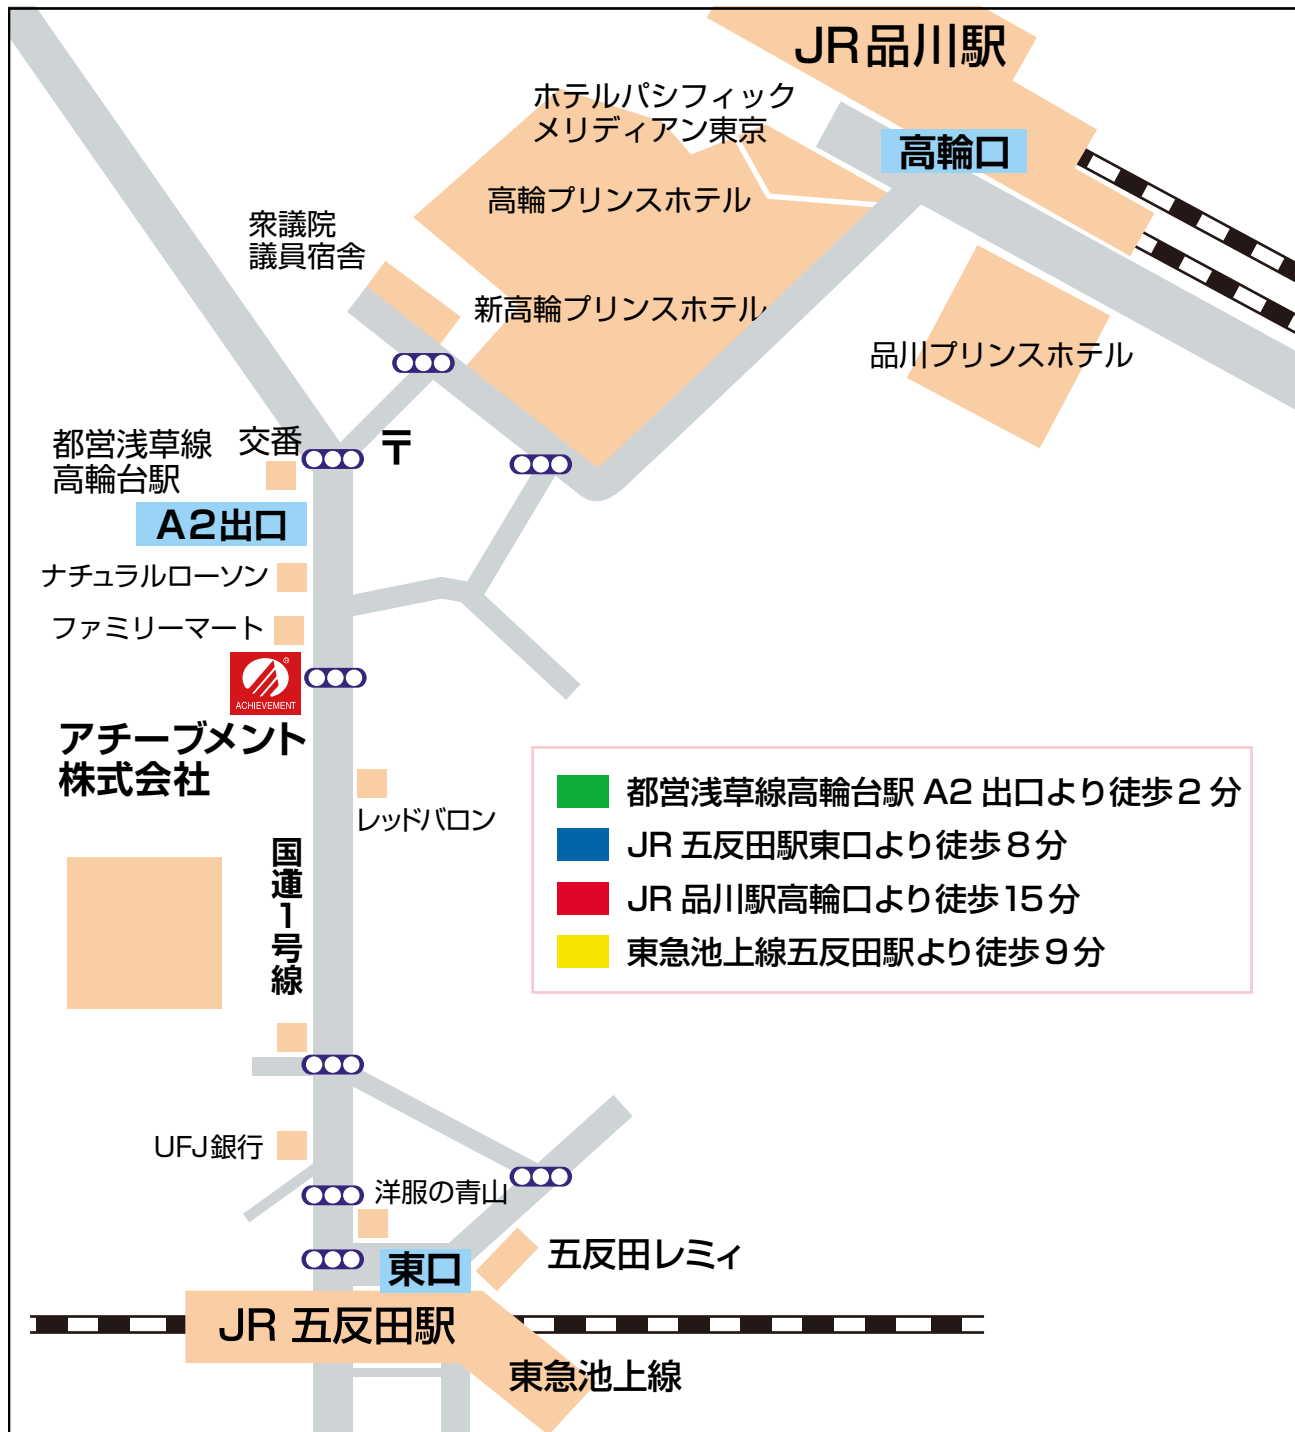 JR品川駅
ホテルパシフィック
メリディアン東京
高輪口
高輪プリンスホテル
衆議院
議員宿舎
新高輪プリンスホテル
品川プリンスホテル
都営浅草線
高輪台駅
交番
〒
A2出口
ナチュラルローソン
ファミリーマート
®
ACHIEVEMENT
アチーブメント
株式会社
レッドバロン
都営浅草線高輪台駅 A2 出口より徒歩2 分
JR 五反田駅東口より徒歩8分
JR 品川駅高輪口より徒歩15分
東急池上線五反田駅より徒歩9分
国道1号線
UFJ銀行
洋服の青山
東口
五反田レミィ
JR 五反田駅
東急池上線